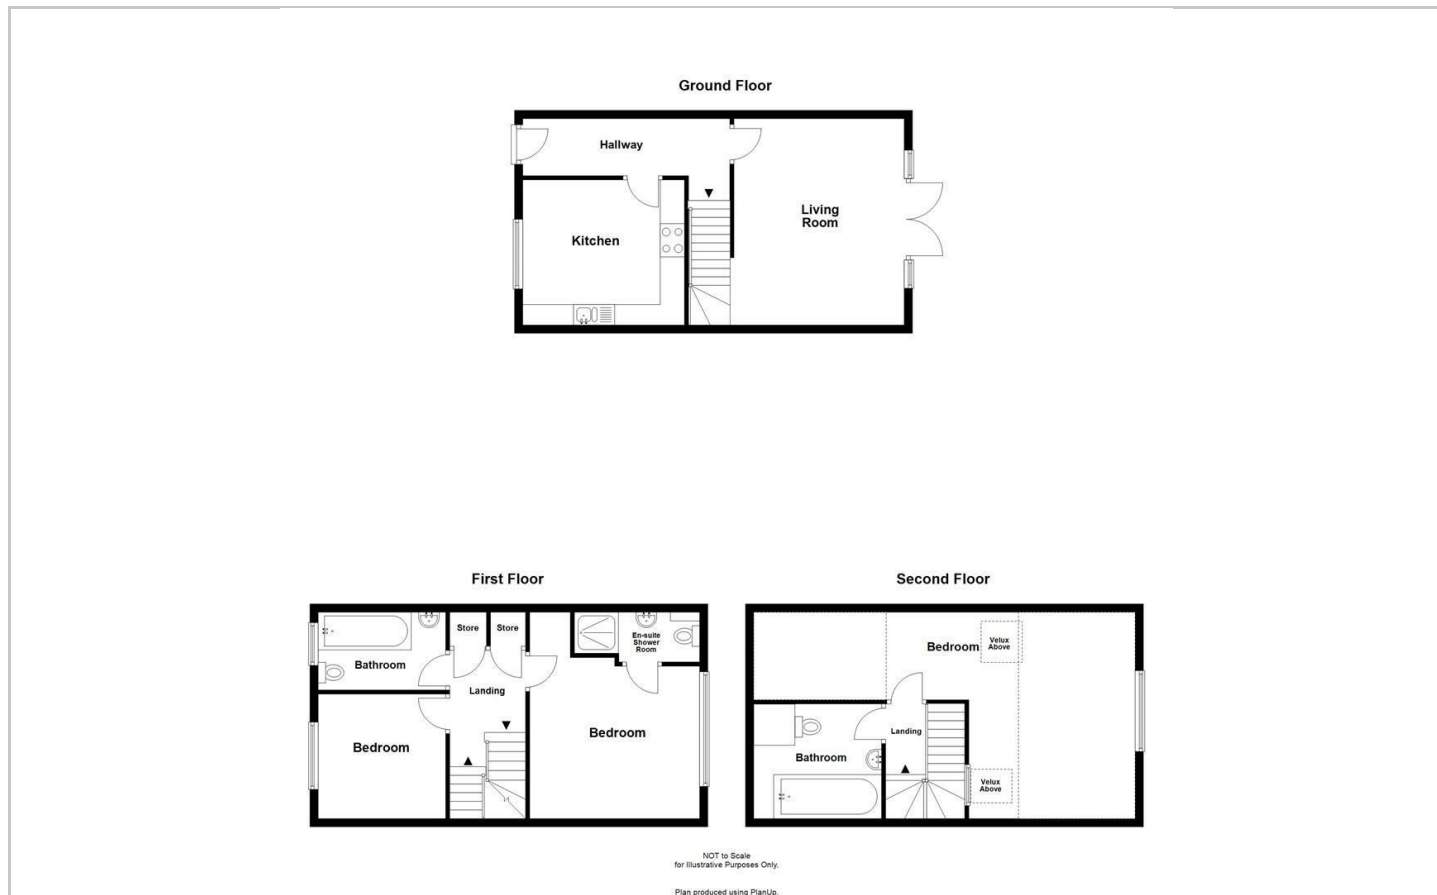 Ground Floor
Hallway
Living
Room
Kitchen
First Floor
Second Floor
Store
Store
En-suite
Shower
Room
Bathroom
Landing
Bedroom
Bedroom
Bedroom
Velux
Above
Landing
Bathroom
Velux
Above
NOT to Scale
for Illustrative Purposes Only.
Plan produced using PlanUp.